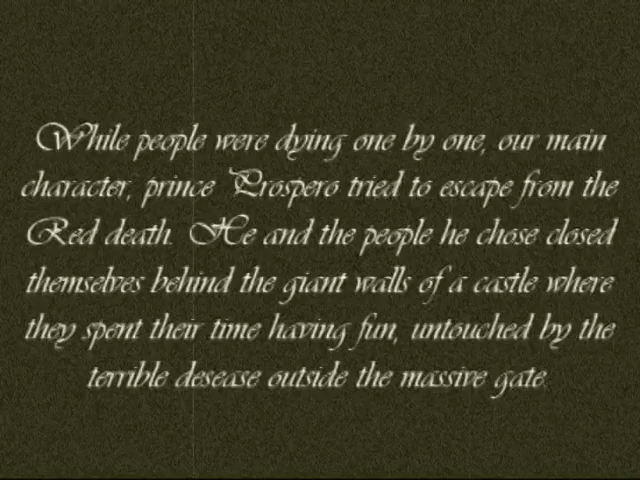 While people were dying one by one, our main
character, prince Prospero tried to escape from the
Red death. He and the people he chose closed
themselves behind the giant walls of a castle where
they spent their time having fun, untouched by the
terrible desease outside the massive gate.